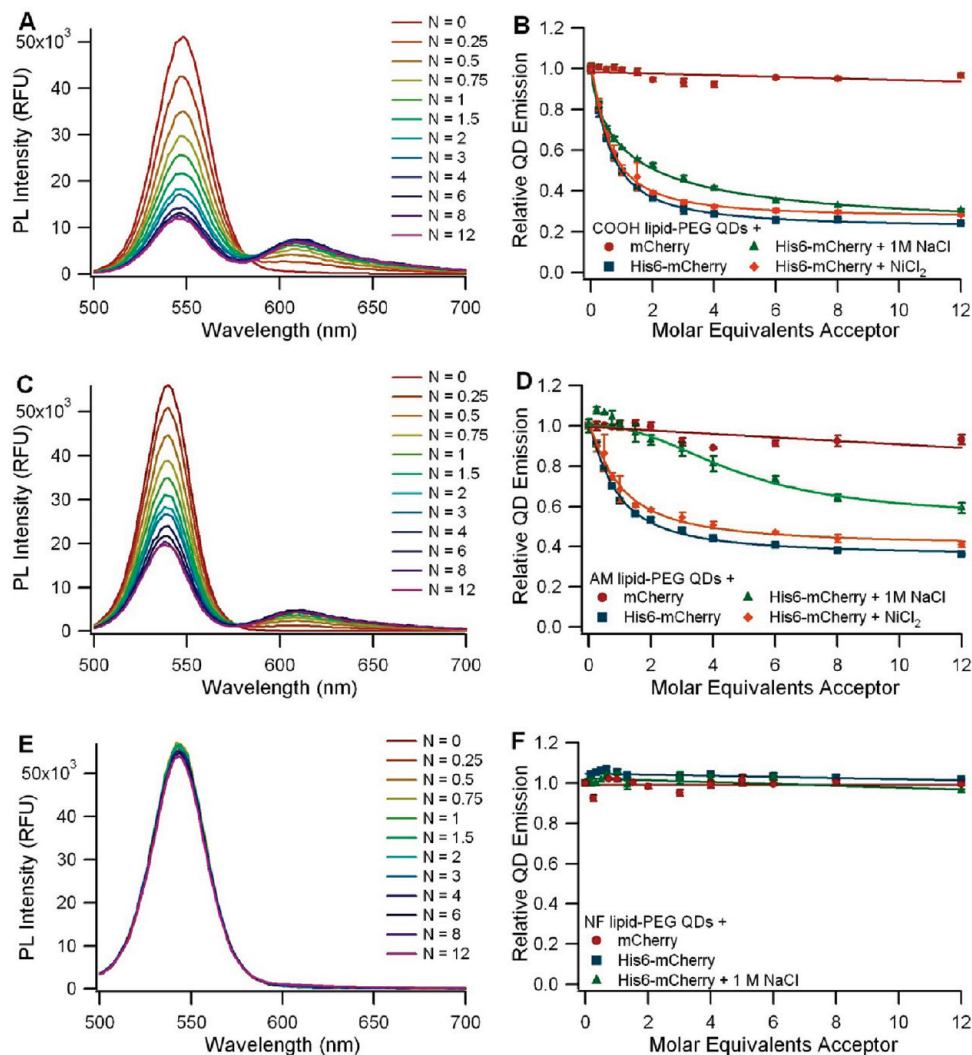 A
50x10³
40
30
20
10
0
PL Intensity (RFU)
500 550 600 650 700
Wavelength (nm)
N = 0
N = 0.25
N = 0.5
N = 0.75
N = 1
N = 1.5
N = 2
N = 3
N = 4
N = 6
N = 8
N = 12
B
1.2
1.0
0.8
0.6
0.4
0.2
0.0
Relative QD Emission
COOH lipid-PEG QDs +
mCherry
His6-mCherry
His6-mCherry + 1M NaCl
His6-mCherry + NiCl₂
0 2 4 6 8 10 12
Molar Equivalents Acceptor
C
50x10³
40
30
20
10
0
PL Intensity (RFU)
500 550 600 650 700
Wavelength (nm)
N = 0
N = 0.25
N = 0.5
N = 0.75
N = 1
N = 1.5
N = 2
N = 3
N = 4
N = 6
N = 8
N = 12
D
1.2
1.0
0.8
0.6
0.4
0.2
0.0
Relative QD Emission
AM lipid-PEG QDs +
mCherry
His6-mCherry
His6-mCherry + 1M NaCl
His6-mCherry + NiCl₂
0 2 4 6 8 10 12
Molar Equivalents Acceptor
E
50x10³
40
30
20
10
0
PL Intensity (RFU)
500 550 600 650 700
Wavelength (nm)
N = 0
N = 0.25
N = 0.5
N = 0.75
N = 1
N = 1.5
N = 2
N = 3
N = 4
N = 6
N = 8
N = 12
F
1.2
1.0
0.8
0.6
0.4
0.2
0.0
Relative QD Emission
NF lipid-PEG QDs +
mCherry
His6-mCherry
His6-mCherry + 1 M NaCl
0 2 4 6 8 10 12
Molar Equivalents Acceptor